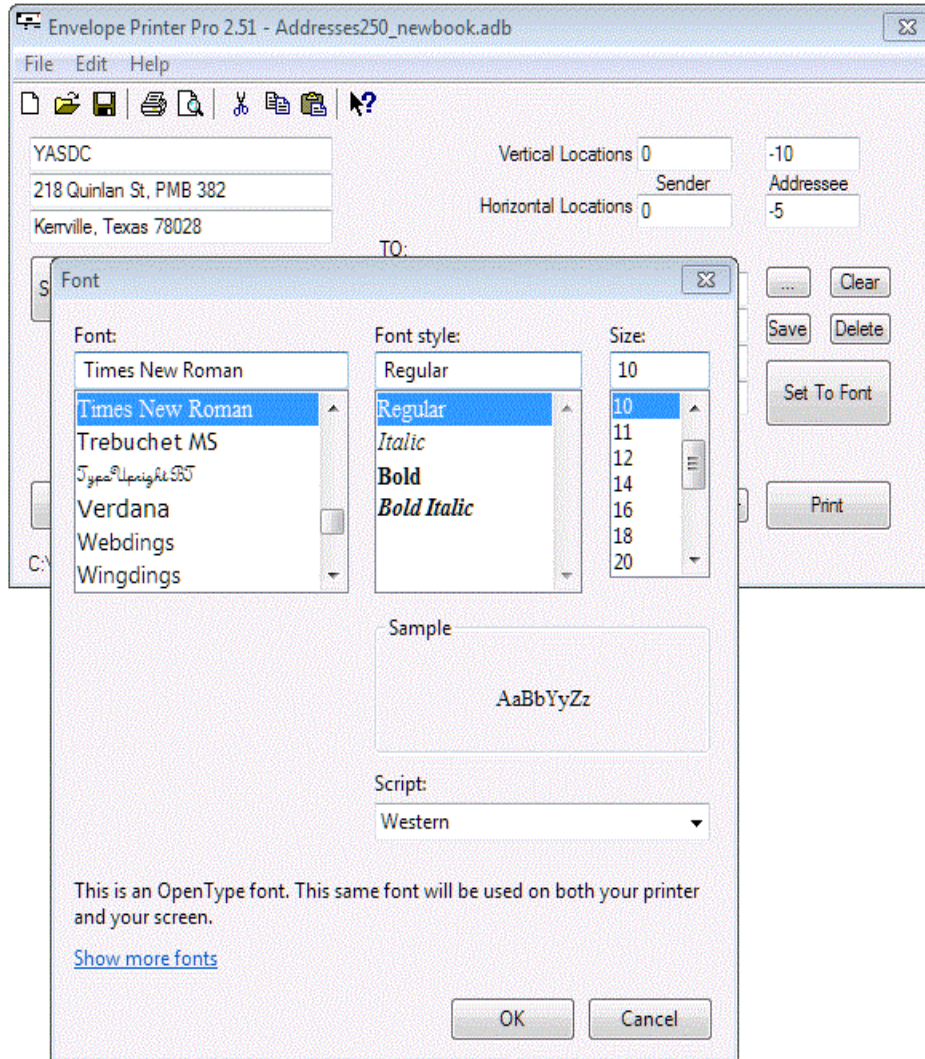 Envelope Printer Pro 2.51 - Addresses250_newbook.adb
File Edit Help
YASDC
218 Quinlan St, PMB 382
Kerrville, Texas 78028
Vertical Locations 0 -10
Sender Addressee
Horizontal Locations 0 -5
TO:
S
... Clear
Save Delete
Set To Font
Print
C:\
Font
Font: Font style: Size:
Times New Roman Regular 10
Times New Roman Regular 10
Trebuchet MS Italic 11
TypoUpright BT Bold 12
Verdana Bold Italic 14
Webdings 16
Wingdings 18
20
Sample
AaBbYyZz
Script:
Western
This is an OpenType font. This same font will be used on both your printer
and your screen.
Show more fonts
OK Cancel